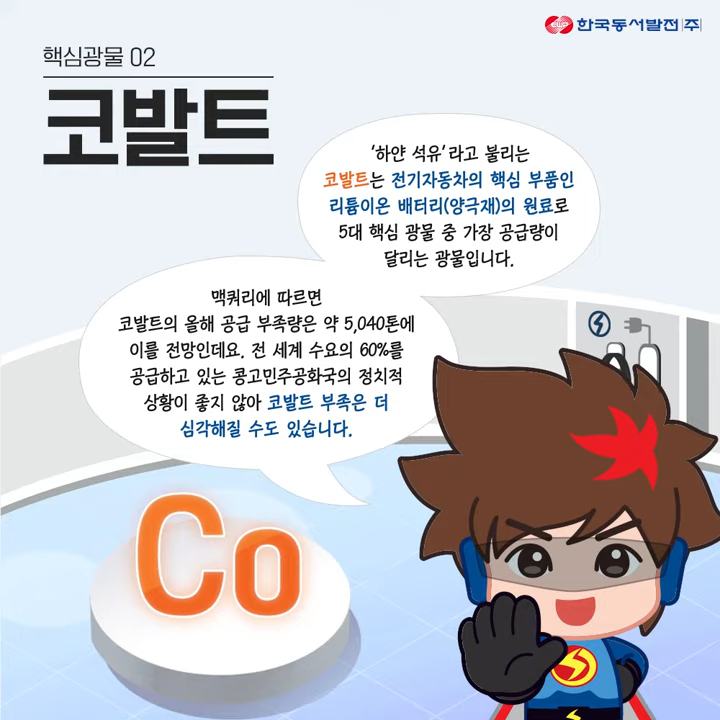 EWP 한국동서발전(주)
핵심광물 02
코발트
'하얀 석유'라고 불리는
코발트는 전기자동차의 핵심 부품인
리튬이온 배터리(양극재)의 원료로
5대 핵심 광물 중 가장 공급량이
달리는 광물입니다.
맥쿼리에 따르면
코발트의 올해 공급 부족량은 약 5,040톤에
이를 전망인데요. 전 세계 수요의 60%를
공급하고 있는 콩고민주공화국의 정치적
상황이 좋지 않아 코발트 부족은 더
심각해질 수도 있습니다.
Co